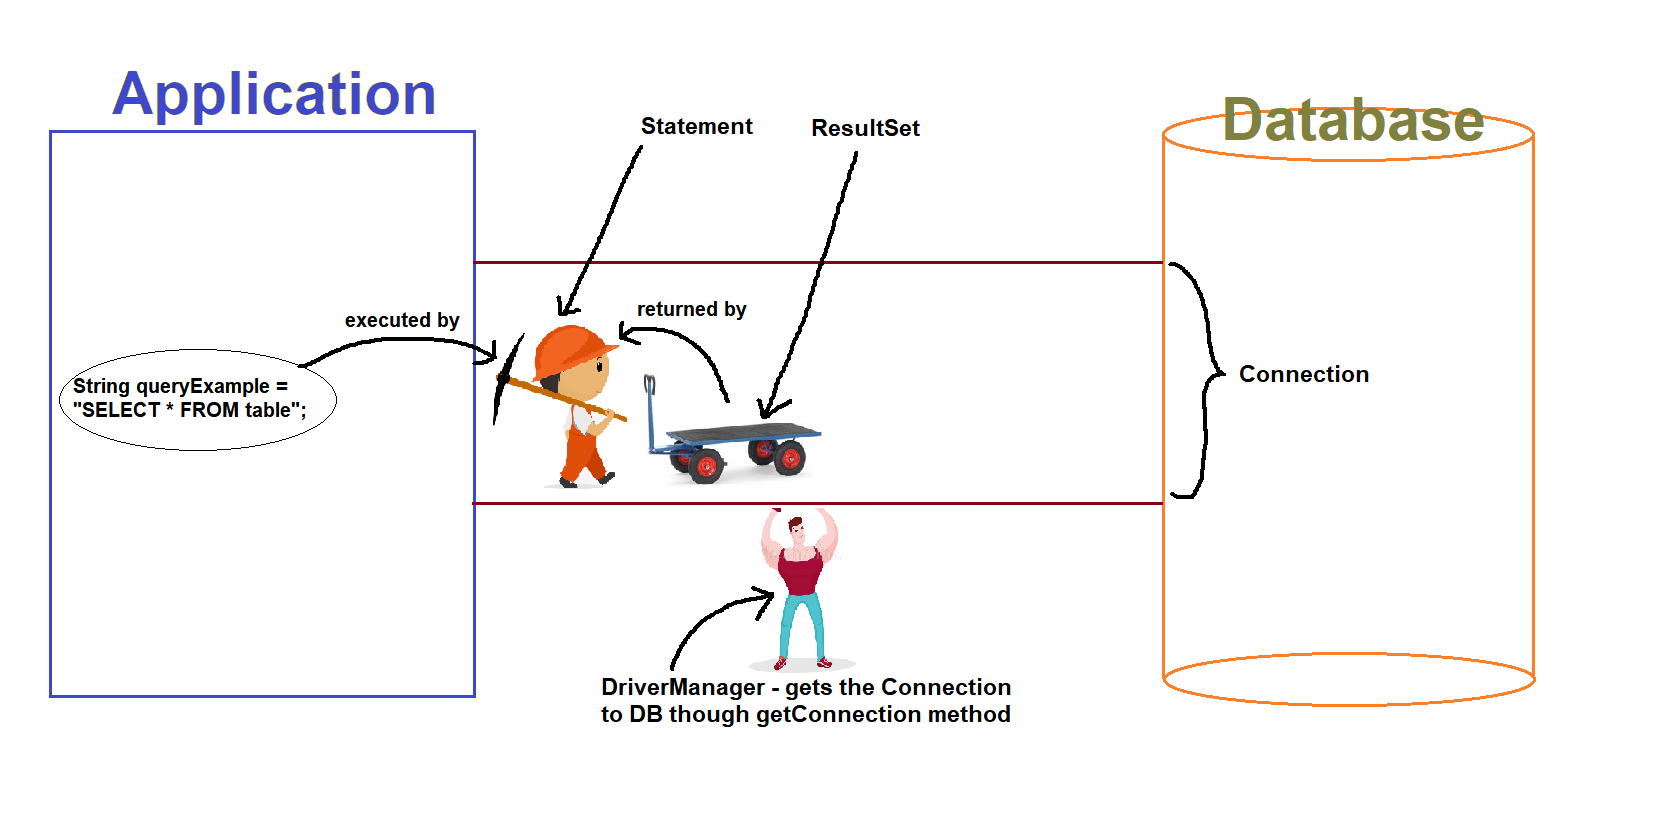 Application
Database
Statement
ResultSet
executed by
returned by
String queryExample =
"SELECT * FROM table";
Connection
DriverManager - gets the Connection
to DB though getConnection method